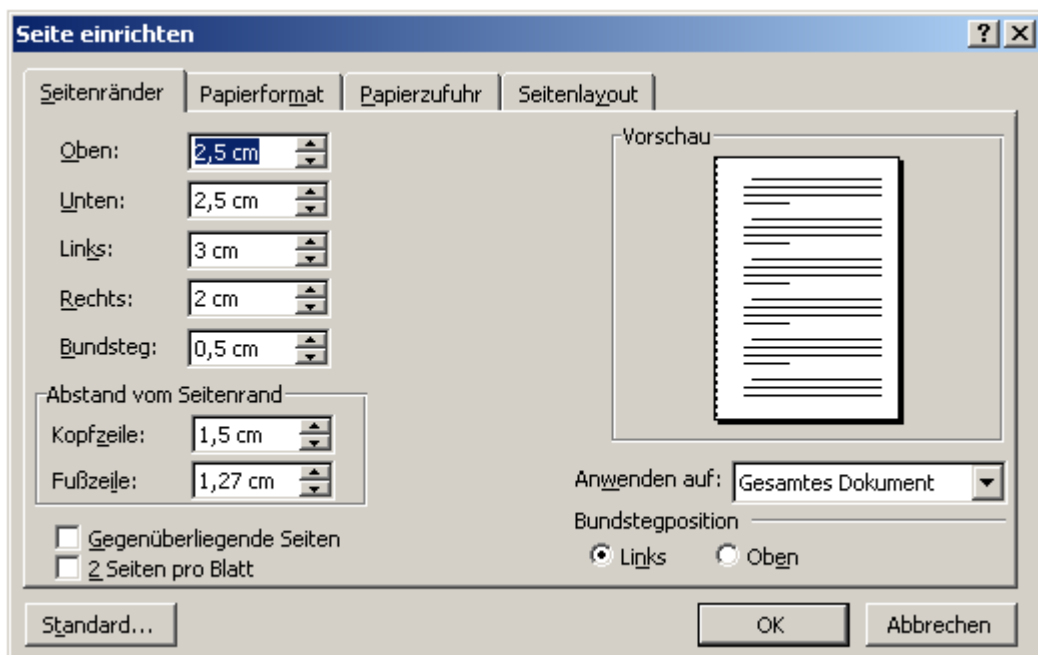 Seite einrichten
Seitenränder Papierformat Papierzufuhr Seitenlayout
Oben: 2,5 cm
Unten: 2,5 cm
Links: 3 cm
Rechts: 2 cm
Bundsteg: 0,5 cm
Abstand vom Seitenrand
Kopfzeile: 1,5 cm
Fußzeile: 1,27 cm
Gegenüberliegende Seiten
2 Seiten pro Blatt
Vorschau
Anwenden auf: Gesamtes Dokument
Bundstegposition
Links Oben
Standard... OK Abbrechen